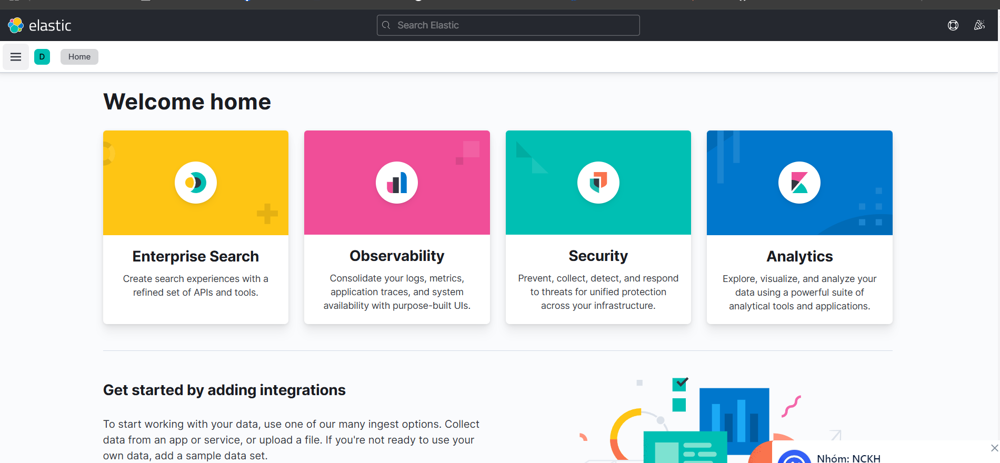 elastic
Search Elastic
D
Home
Welcome home
Enterprise Search
Create search experiences with a
refined set of APIs and tools.
Observability
Consolidate your logs, metrics,
application traces, and system
availability with purpose-built UIs.
Security
Prevent, collect, detect, and respond
to threats for unified protection
across your infrastructure.
Analytics
Explore, visualize, and analyze your
data using a powerful suite of
analytical tools and applications.
Get started by adding integrations
To start working with your data, use one of our many ingest options. Collect
data from an app or service, or upload a file. If you're not ready to use your
own data, add a sample data set.
Nhóm: NCKH